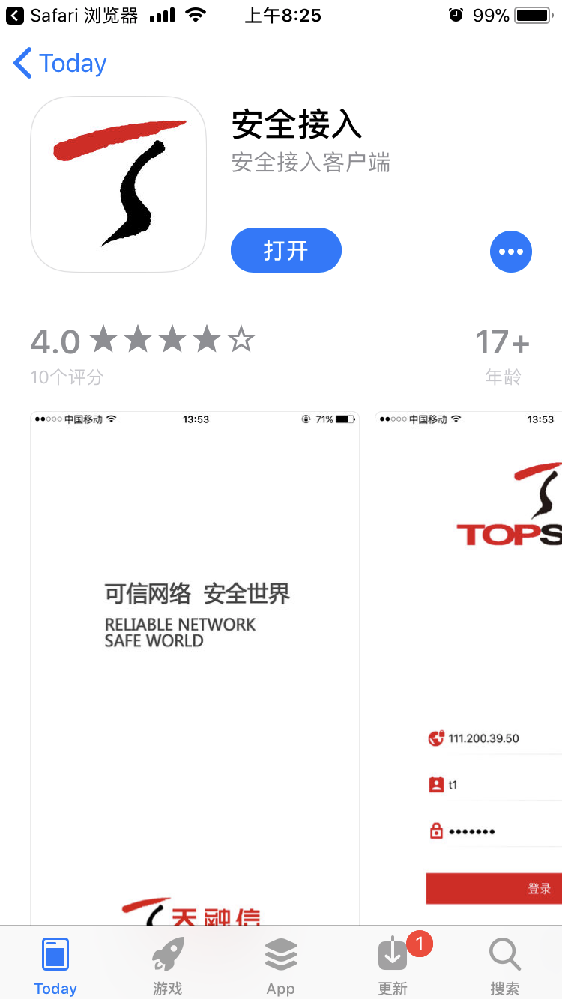 Safari 浏览器 上午8:25 99%
Today
安全接入
安全接入客户端
打开
4.0 17+
10个评分 年龄
中国移动 13:53 71%
中国移动 13:53
TOPS
可信网络 安全世界
RELIABLE NETWORK
SAFE WORLD
111.200.39.50
t1
登录
天融信
1
Today 游戏 App 更新 搜索